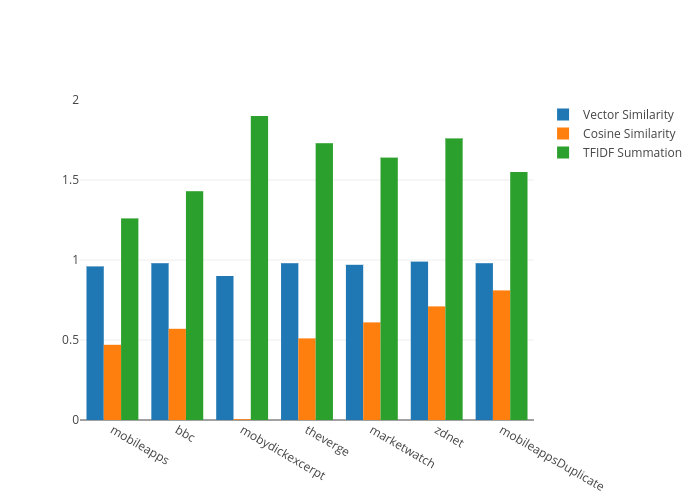 2
1.5
1
0.5
0
mobileapps
bbc
mobydickexcerpt
theverge
marketwatch
zdnet
mobileappsDuplicate
Vector Similarity
Cosine Similarity
TFIDF Summation